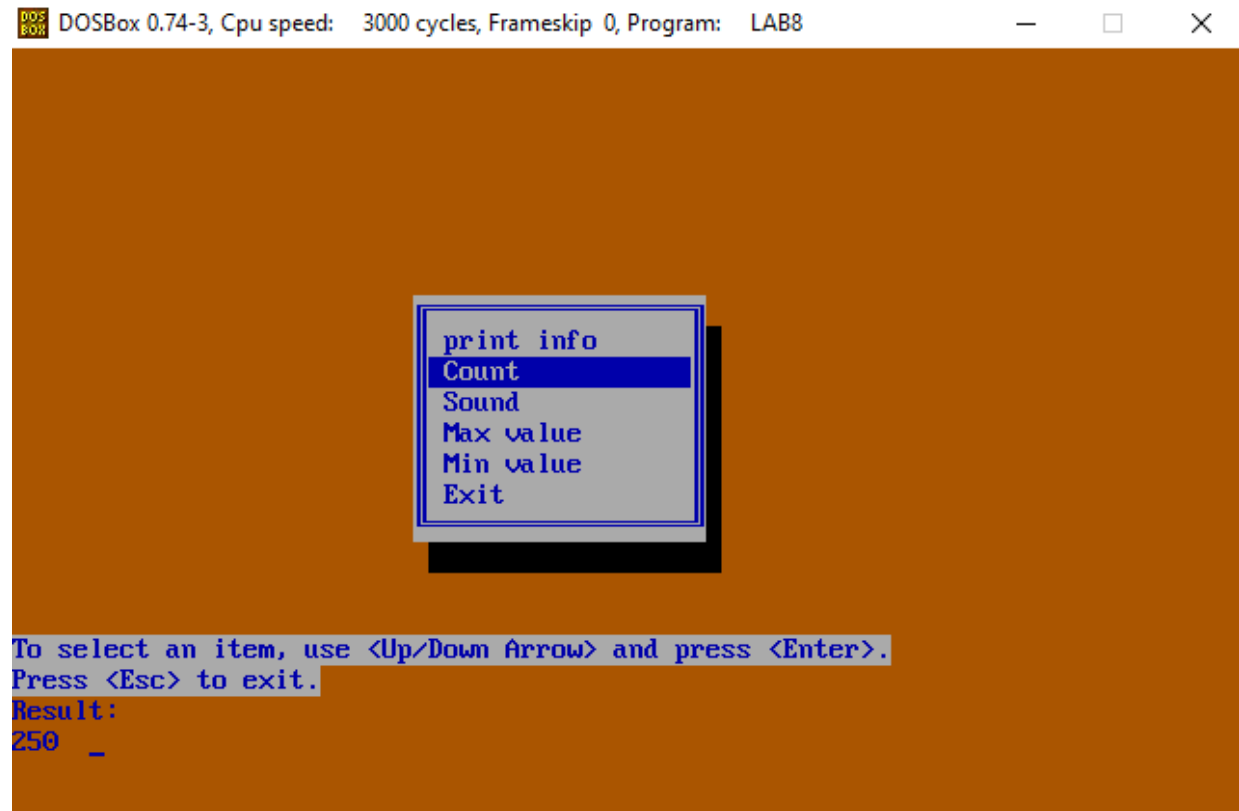 DOS BOX DOSBox 0.74-3, Cpu speed: 3000 cycles, Frameskip 0, Program: LAB8
print info
Count
Sound
Max value
Min value
Exit
To select an item, use <Up/Down Arrow> and press <Enter>.
Press <Esc> to exit.
Result:
250 _